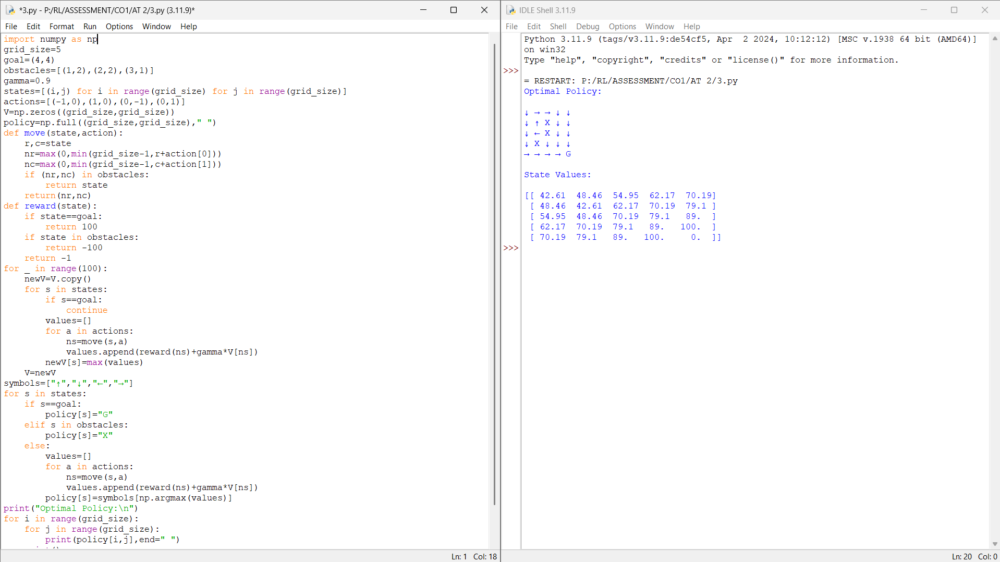 *3.py - P:/RL/ASSESSMENT/CO1/AT 2/3.py (3.11.9)*
File Edit Format Run Options Window Help
import numpy as np
grid_size=5
goal=(4,4)
obstacles=[(1,2),(2,2),(3,1)]
gamma=0.9
states=[(i,j) for i in range(grid_size) for j in range(grid_size)]
actions=[(-1,0),(1,0),(0,-1),(0,1)]
V=np.zeros((grid_size,grid_size))
policy=np.full((grid_size,grid_size)," ")
def move(state,action):
    r,c=state
    nr=max(0,min(grid_size-1,r+action[0]))
    nc=max(0,min(grid_size-1,c+action[1]))
    if (nr,nc) in obstacles:
        return state
    return(nr,nc)
def reward(state):
    if state==goal:
        return 100
    if state in obstacles:
        return -100
    return -1
for _ in range(100):
    newV=V.copy()
    for s in states:
        if s==goal:
            continue
        values=[]
        for a in actions:
            ns=move(s,a)
            values.append(reward(ns)+gamma*V[ns])
        newV[s]=max(values)
    V=newV
symbols=["↑","↓","←","→"]
for s in states:
    if s==goal:
        policy[s]="G"
    elif s in obstacles:
        policy[s]="X"
    else:
        values=[]
        for a in actions:
            ns=move(s,a)
            values.append(reward(ns)+gamma*V[ns])
        policy[s]=symbols[np.argmax(values)]
print("Optimal Policy:\n")
for i in range(grid_size):
    for j in range(grid_size):
        print(policy[i,j],end=" ")
Ln: 1 Col: 18
IDLE Shell 3.11.9
File Edit Shell Debug Options Window Help
Python 3.11.9 (tags/v3.11.9:de54cf5, Apr  2 2024, 10:12:12) [MSC v.1938 64 bit (AMD64)]
on win32
Type "help", "copyright", "credits" or "license()" for more information.
>>>
= RESTART: P:/RL/ASSESSMENT/CO1/AT 2/3.py
Optimal Policy:
↓ → → ↓ ↓
↓ ↑ X ↓ ↓
↓ ← X ↓ ↓
↓ X ↓ ↓ ↓
→ → → → G
State Values:
[[ 42.61  48.46  54.95  62.17  70.19]
 [ 48.46  42.61  62.17  70.19  79.1 ]
 [ 54.95  48.46  70.19  79.1   89.  ]
 [ 62.17  70.19  79.1   89.   100.  ]
 [ 70.19  79.1   89.   100.     0.  ]]
>>>
Ln: 20 Col: 0